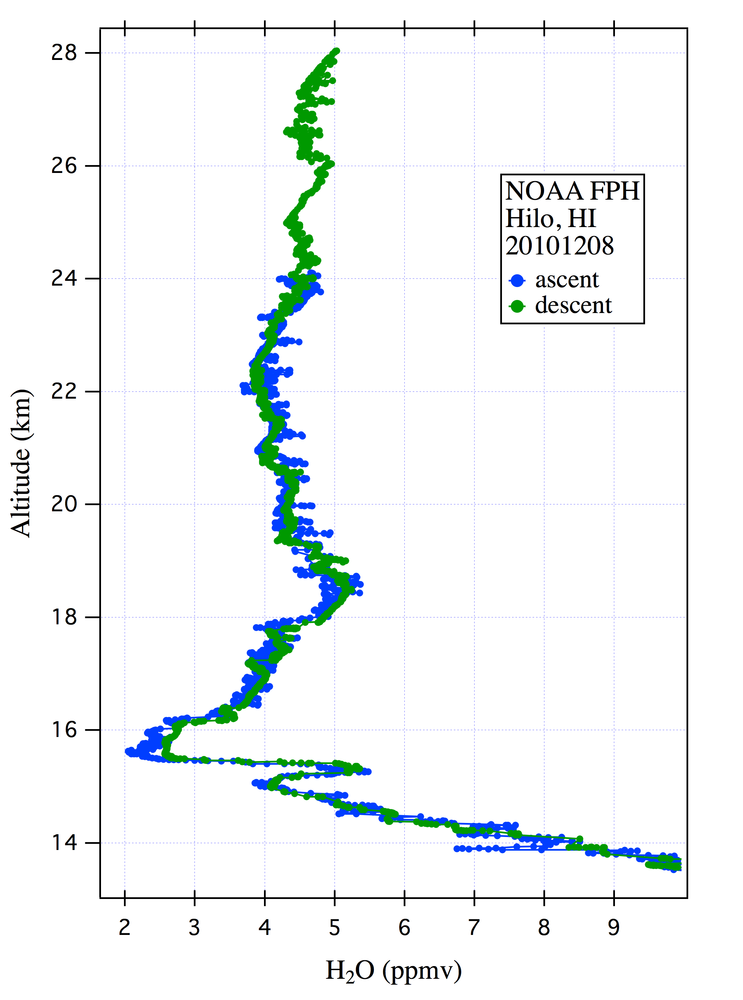 28
26
24
22
20
18
16
14
Altitude (km)
NOAA FPH
Hilo, HI
20101208
ascent
descent
2 3 4 5 6 7 8 9
H₂O (ppmv)